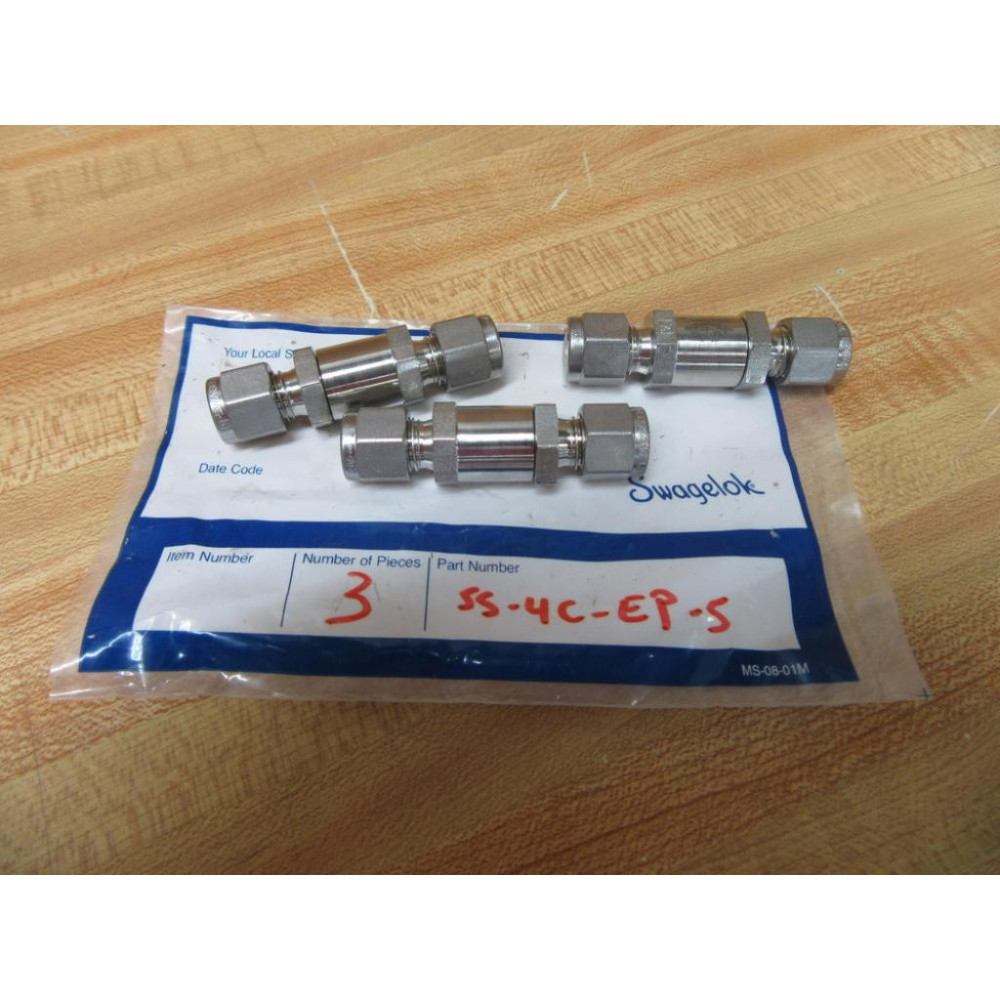 Your Local
Date Code
Swagelok
Item Number
Number of Pieces
Part Number
3
SS-4C-EP-5
MS-08-01M